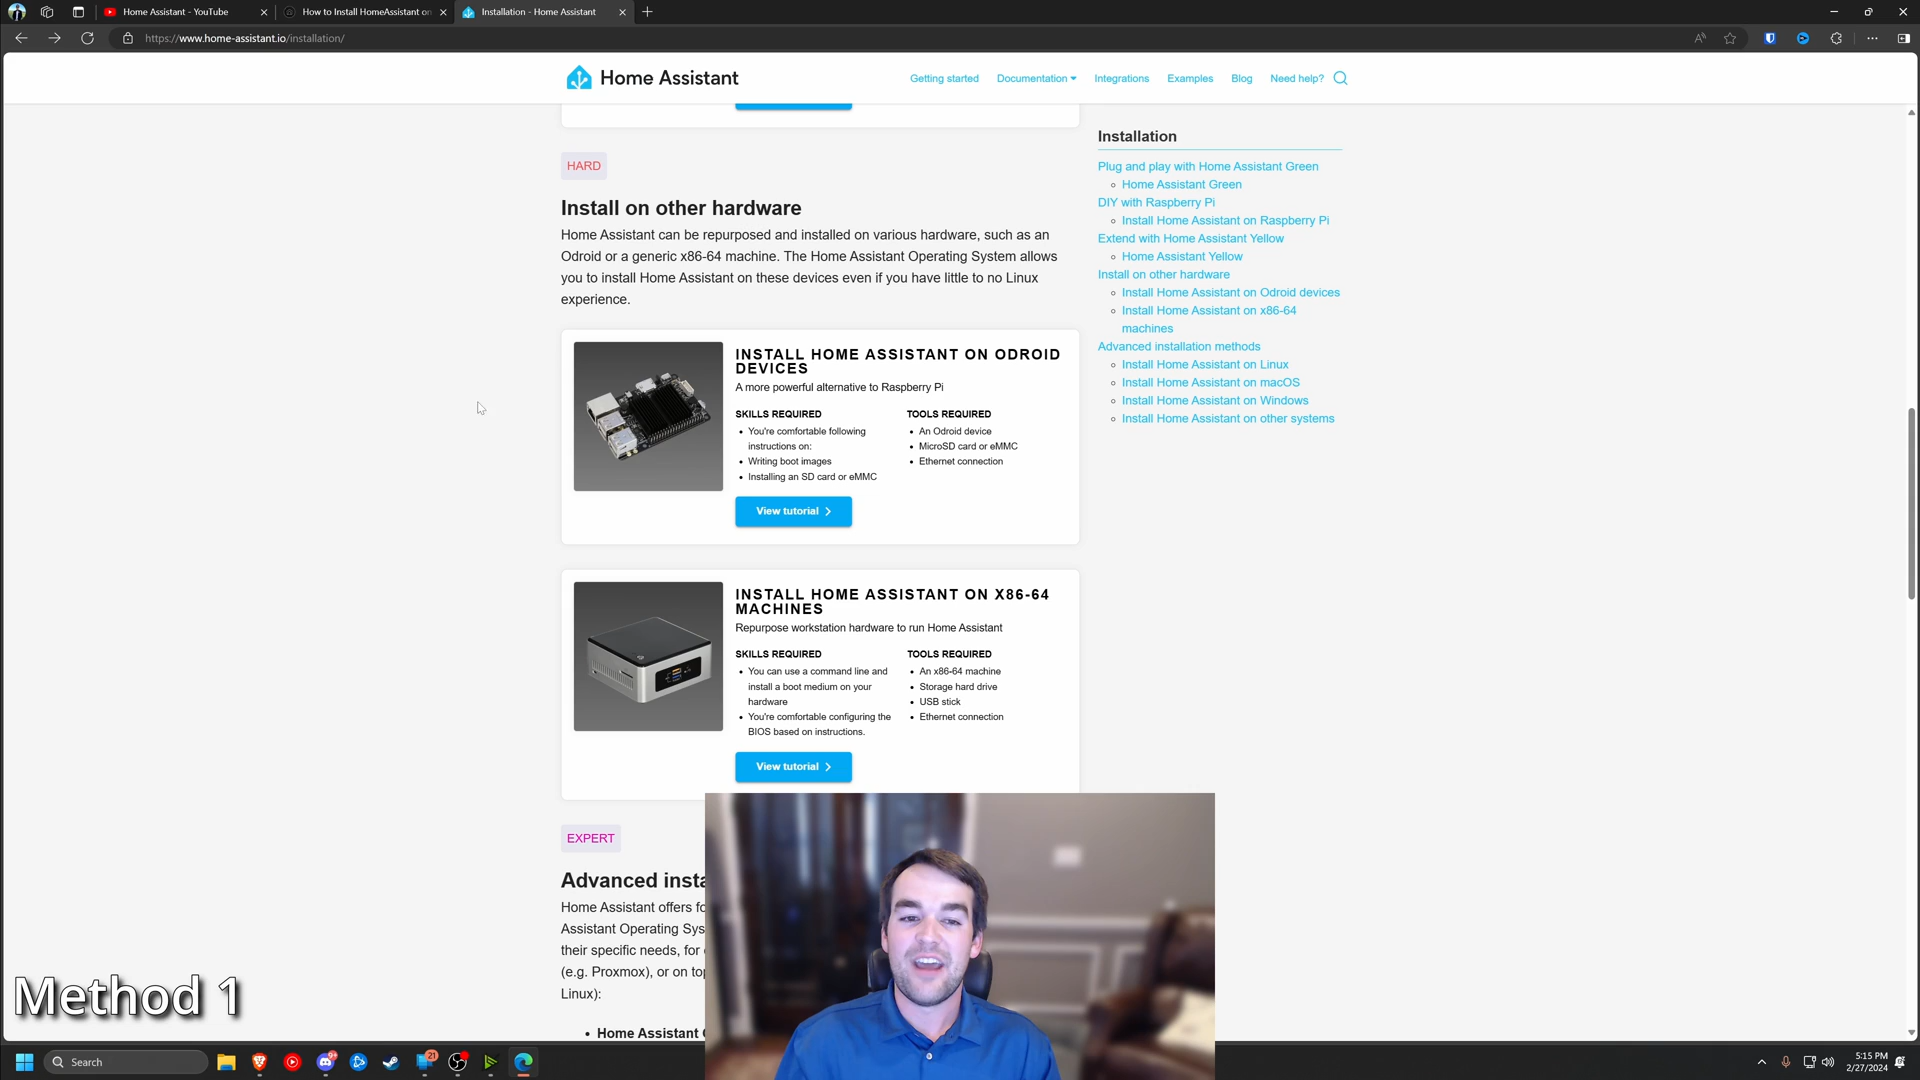 Home Assistant - YouTube
How to Install HomeAssistant on
Installation - Home Assistant
https://www.home-assistant.io/installation/
Home Assistant
Getting started
Documentation
Integrations
Examples
Blog
Need help?
HARD
Install on other hardware
Home Assistant can be repurposed and installed on various hardware, such as an
Odroid or a generic x86-64 machine. The Home Assistant Operating System allows
you to install Home Assistant on these devices even if you have little to no Linux
experience.
INSTALL HOME ASSISTANT ON ODROID
DEVICES
A more powerful alternative to Raspberry Pi
SKILLS REQUIRED
• You're comfortable following
instructions on:
• Writing boot images
• Installing an SD card or eMMC
TOOLS REQUIRED
• An Odroid device
• MicroSD card or eMMC
• Ethernet connection
View tutorial
INSTALL HOME ASSISTANT ON X86-64
MACHINES
Repurpose workstation hardware to run Home Assistant
SKILLS REQUIRED
• You can use a command line and
install a boot medium on your
hardware
• You're comfortable configuring the
BIOS based on instructions.
TOOLS REQUIRED
• An x86-64 machine
• Storage hard drive
• USB stick
• Ethernet connection
View tutorial
EXPERT
Advanced insta
Home Assistant offers fo
Assistant Operating Sys
their specific needs, for
(e.g. Proxmox), or on top
Linux):
• Home Assistant
Installation
Plug and play with Home Assistant Green
Home Assistant Green
DIY with Raspberry Pi
Install Home Assistant on Raspberry Pi
Extend with Home Assistant Yellow
Home Assistant Yellow
Install on other hardware
Install Home Assistant on Odroid devices
Install Home Assistant on x86-64
machines
Advanced installation methods
Install Home Assistant on Linux
Install Home Assistant on macOS
Install Home Assistant on Windows
Install Home Assistant on other systems
Method 1
Search
9+
21
5:15 PM
2/27/2024